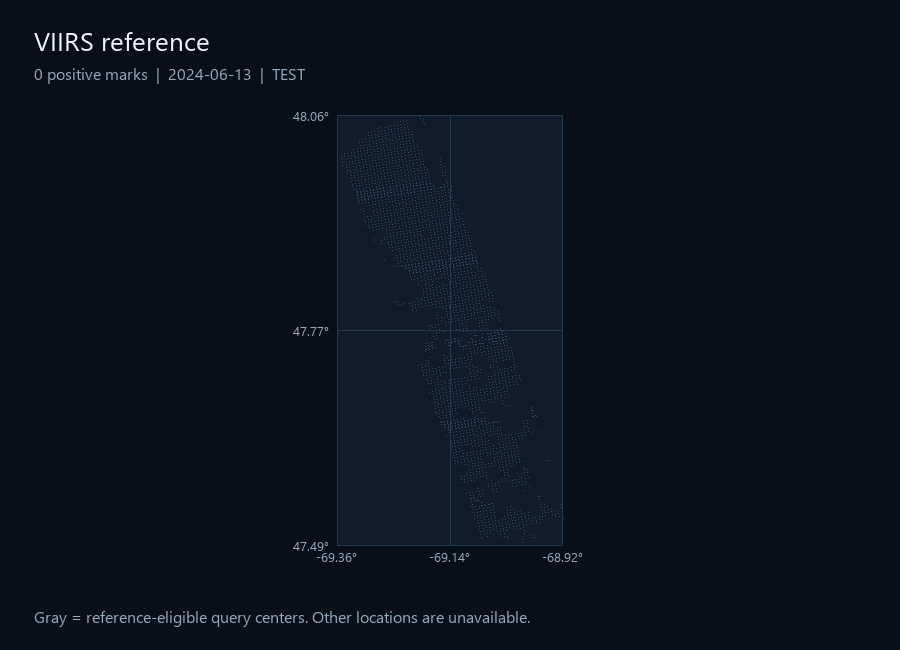 VIIRS reference
0 positive marks | 2024-06-13 | TEST
48.06°
47.77°
47.49°
-69.36°
-69.14°
-68.92°
Gray = reference-eligible query centers. Other locations are unavailable.